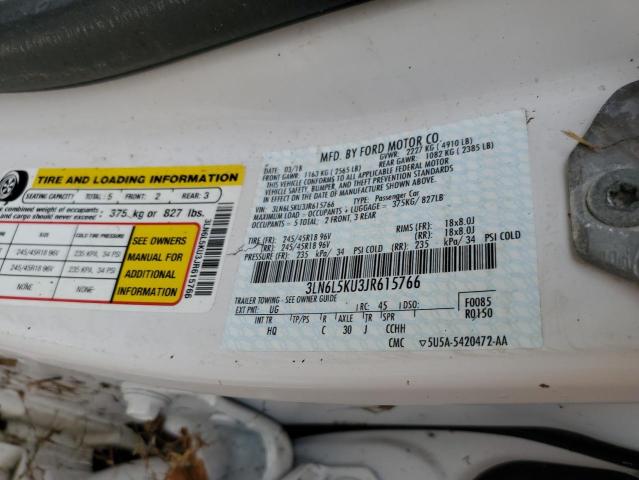 MFD. BY FORD MOTOR CO.
DATE: 03/18 GVWR: 2227 KG ( 4910 LB)
FRONT GAWR: 1163 KG ( 2565 LB) REAR GAWR: 1082 KG ( 2385 LB)
THIS VEHICLE CONFORMS TO ALL APPLICABLE FEDERAL MOTOR
VEHICLE SAFETY, BUMPER, AND THEFT PREVENTION STANDARDS
IN EFFECT ON THE DATE OF MANUFACTURE SHOWN ABOVE.
VIN: 3LN6L5KU3JR615766 TYPE: Passenger Car
MAXIMUM LOAD = OCCUPANTS + LUGGAGE = 375KG/ 827LB
OCCUPANTS: 5 TOTAL, 2 FRONT, 3 REAR
TIRE (FR): 245/45R18 96V RIMS (FR): 18x8.0J
(RR): 245/45R18 96V (RR): 18x8.0J
PRESSURE (FR): 235 kPa/ 34 PSI (RR): 235 kPa/ 34 PSI COLD
3LN6L5KU3JR615766
TRAILER TOWING - SEE OWNER GUIDE
EXT PNT: UG RC: 45 DSO: F0085
R0150
INT TR TP/PS R AXLE TR SPR
HQ C 30 J CCHH
CMC ▽5U5A-5420472-AA
TIRE AND LOADING INFORMATION
SEATING CAPACITY TOTAL 5 FRONT: 2 REAR: 3
combined weight of occupants
and cargo should never exceed: 375 kg or 827 lbs.
SIZE COLD TIRE PRESSURE
245/45R18 96V 235 KPA, 34 PSI
245/45R18 96V 235 KPA, 34 PSI
SEE OWNERS
MANUAL FOR
ADDITIONAL
INFORMATION
3LN6L5KU3JR615766